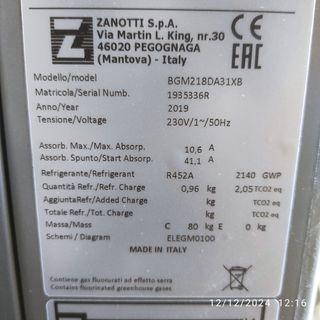 ZANOTTI S.p.A.
Via Martin L. King, nr.30
46020 PEGOGNAGA
(Mantova) - Italy
CE
EAC
Modello/model BGM218DA31XB
Matricola/Serial Numb. 1935336R
Anno/Year 2019
Tensione/Voltage 230V/1~/50Hz
Assorb. Max./Max. Absorp. 10,6 A
Assorb. Spunto/Start Absorp. 41,1 A
Refrigerante/Refrigerant R452A 2140 GWP
Quantità Refr./Refr. Charge 0,96 kg 2,05 TCO2 eq
AggiuntaRefr/Added Charge kg TCO2 eq
Totale Refr./Tot. Charge kg TCO2 eq
Massa/Mass C 80 kg E 0 kg
Schemi / Diagram ELEGM0100
MADE IN ITALY
Contiene gas fluorurati ad effetto serra
Contains fluorinated greenhouse gases
12/12/2024 12:16
ZANOTTI S.p.A.